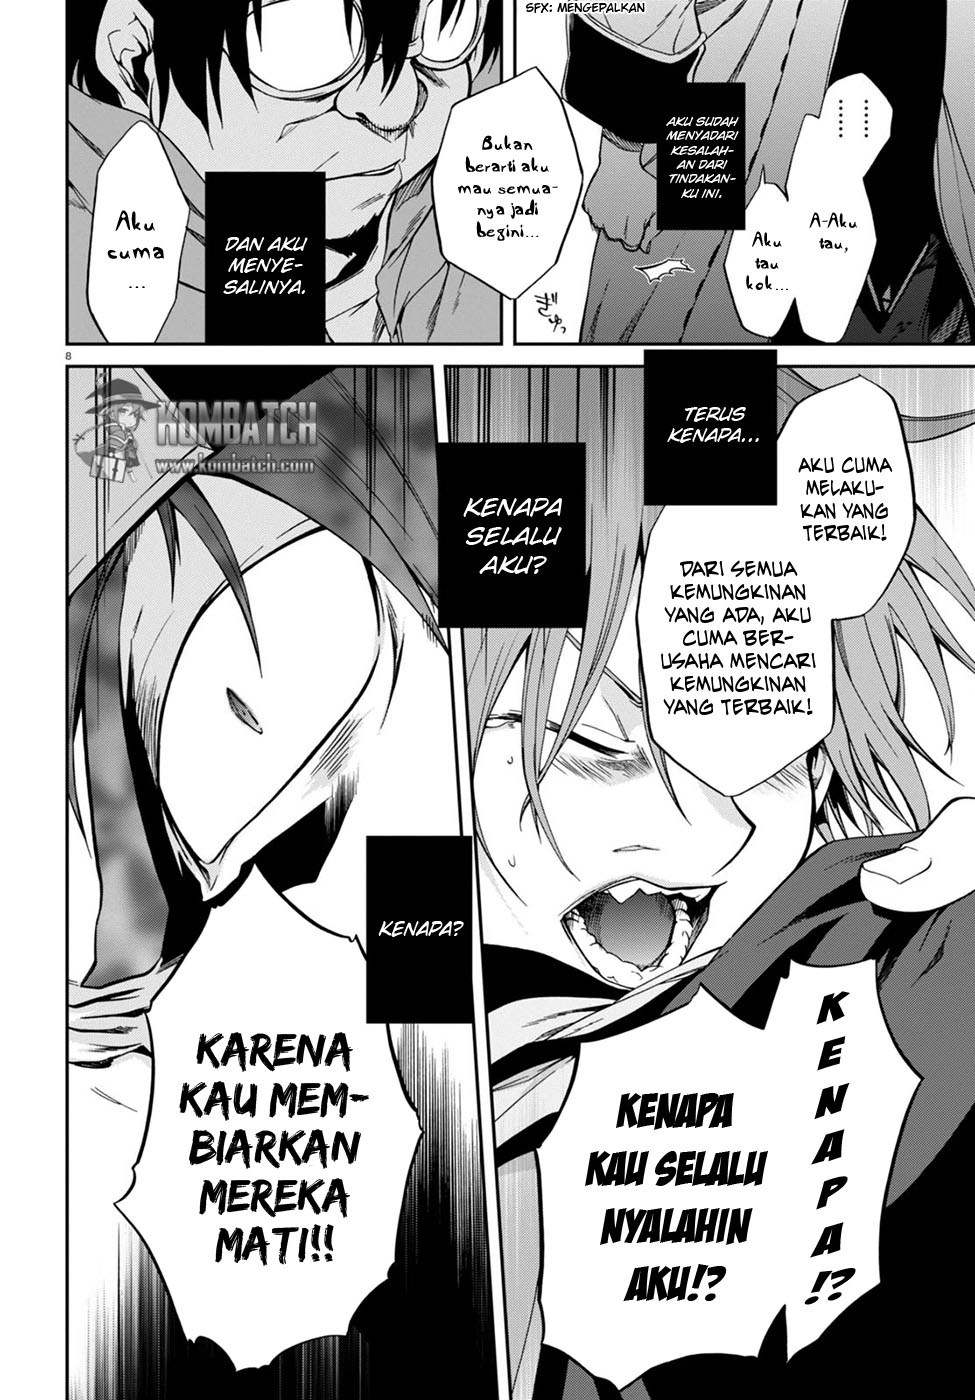 SFX: MENGEPALKAN
......
A-Aku
tau,
Aku
tau
kok...
AKU SUDAH
MENYADARI
KESALAH-
AN DARI
TINDAKAN-
KU INI.
ぎゅっ
Bukan
berarti aku
mau semua-
nya jadi
begini...
DAN AKU
MENYE-
SALINYA.
Aku
cuma
...
8
KOMBATCH
www.kombatch.com
TERUS
KENAPA...
AKU CUMA
MELAKU-
KAN YANG
TERBAIK!
DARI SEMUA
KEMUNGKINAN
YANG ADA, AKU
CUMA BER-
USAHA MENCARI
KEMUNGKINAN
YANG TERBAIK!
KENAPA
SELALU
AKU?
KENAPA!?
KENAPA
KAU SELALU
NYALAHIN
AKU!?
KENAPA?
KARENA
KAU MEM-
BIARKAN
MEREKA
MATI!!